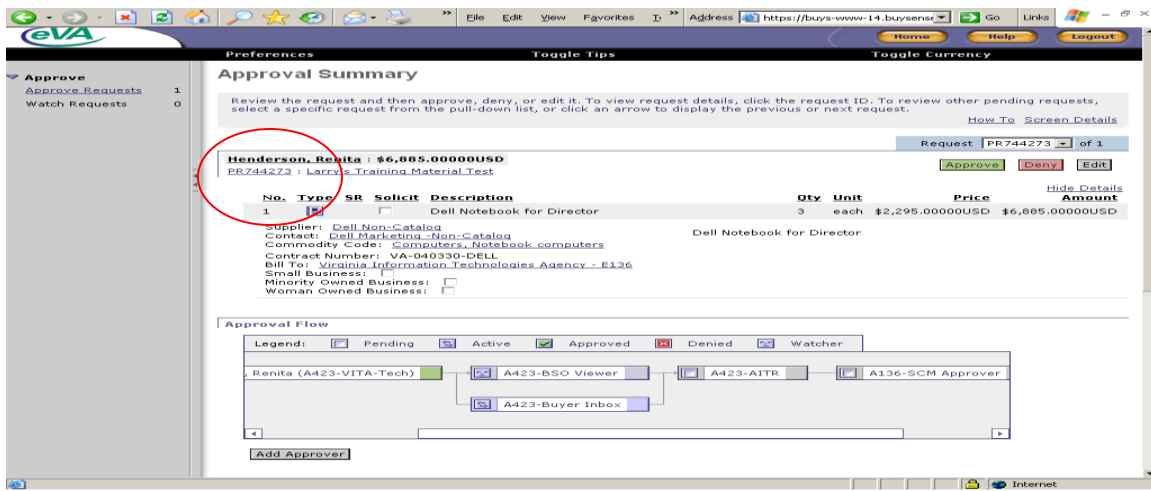 File Edit View Favorites Address https://buys-www-14.buysens Go Links
eVA
Home Help Logout
Preferences Toggle Tips Toggle Currency
Approve
Approve Requests 1
Watch Requests 0
Approval Summary
Review the request and then approve, deny, or edit it. To view request details, click the request ID. To review other pending requests,
select a specific request from the pull-down list, or click an arrow to display the previous or next request.
How To Screen Details
Request PR744273 of 1
Henderson, Renita : $6,885.00000USD
Approve Deny Edit
PR744273 : Larry's Training Material Test
Hide Details
No. Type SR Solicit Description Qty Unit Price Amount
1 Dell Notebook for Director 3 each $2,295.00000USD $6,885.00000USD
Supplier: Dell Non-Catalog
Dell Notebook for Director
Contact: Dell Marketing -Non-Catalog
Commodity Code: Computers, Notebook computers
Contract Number: VA-040330-DELL
Bill To: Virginia Information Technologies Agency - E136
Small Business:
Minority Owned Business:
Woman Owned Business:
Approval Flow
Legend: Pending Active Approved Denied Watcher
, Renita (A423-VITA-Tech) A423-BSO Viewer A423-AITR A136-SCM Approver
A423-Buyer Inbox
Add Approver
Internet